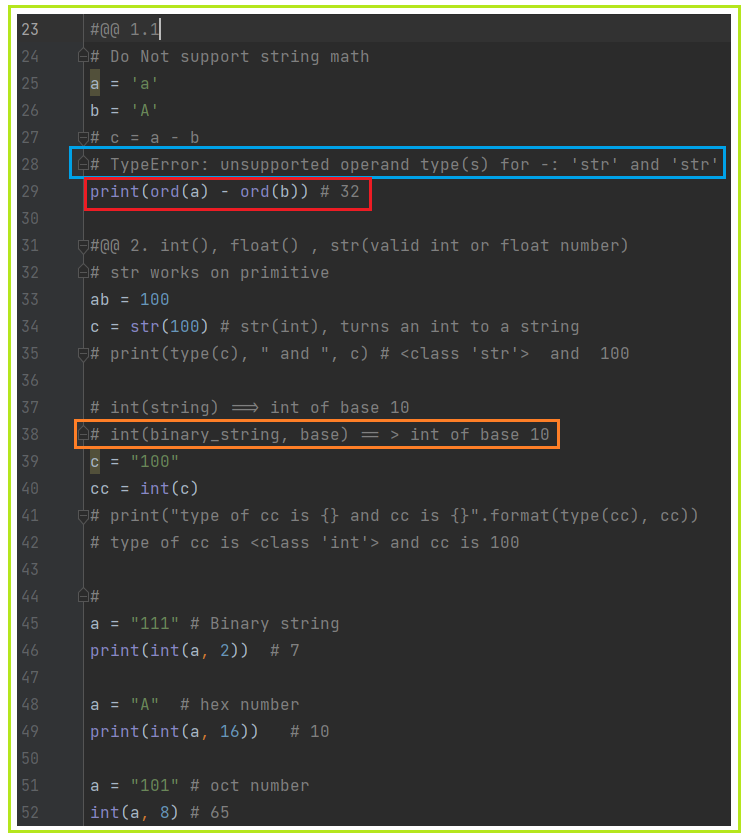 23 #@@ 1.1
24 # Do Not support string math
25 a = 'a'
26 b = 'A'
27 # c = a - b
28 # TypeError: unsupported operand type(s) for -: 'str' and 'str'
29 print(ord(a) - ord(b)) # 32
30
31 #@@ 2. int(), float() , str(valid int or float number)
32 # str works on primitive
33 ab = 100
34 c = str(100) # str(int), turns an int to a string
35 # print(type(c), " and ", c) # <class 'str'>  and  100
36
37 # int(string) ==> int of base 10
38 # int(binary_string, base) == > int of base 10
39 c = "100"
40 cc = int(c)
41 # print("type of cc is {} and cc is {}".format(type(cc), cc))
42 # type of cc is <class 'int'> and cc is 100
43
44 #
45 a = "111" # Binary string
46 print(int(a, 2))  # 7
47
48 a = "A"  # hex number
49 print(int(a, 16))   # 10
50
51 a = "101" # oct number
52 int(a, 8) # 65